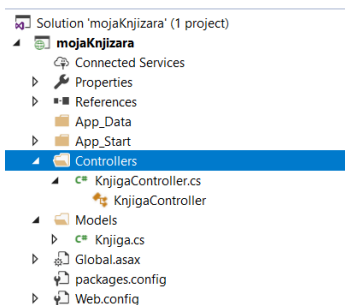 Solution 'mojaKnjizara' (1 project)
mojaKnjizara
Connected Services
Properties
References
App_Data
App_Start
Controllers
C# KnjigaController.cs
KnjigaController
Models
C# Knjiga.cs
Global.asax
packages.config
Web.config